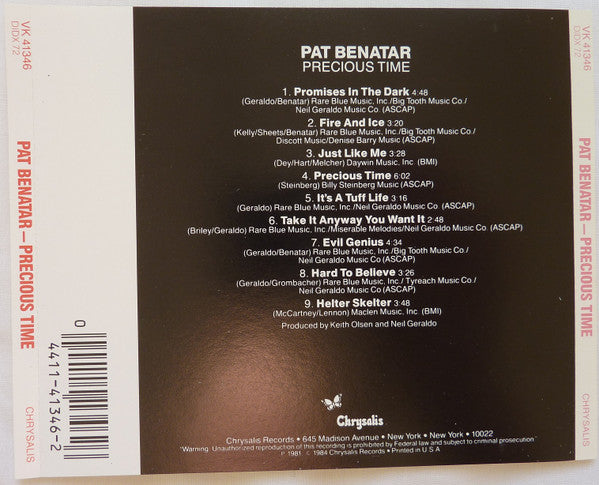 VK 41346
DIDX 72
PAT BENATAR — PRECIOUS TIME
CHRYSALIS
0
4411-41346-2
PAT BENATAR
PRECIOUS TIME
1. Promises In The Dark 4:48
(Geraldo/Benatar) Rare Blue Music, Inc./Big Tooth Music Co./
Neil Geraldo Music Co. (ASCAP)
2. Fire And Ice 3:20
(Kelly/Sheets/Benatar) Rare Blue Music, Inc./Big Tooth Music Co./
Discott Music/Denise Barry Music (ASCAP)
3. Just Like Me 3:28
(Dey/Hart/Melcher) Daywin Music, Inc. (BMI)
4. Precious Time 6:02
(Steinberg) Billy Steinberg Music (ASCAP)
5. It's A Tuff Life 3:16
(Geraldo) Rare Blue Music, Inc./Neil Geraldo Music Co (ASCAP)
6. Take It Anyway You Want It 2:48
(Briley/Geraldo) Rare Blue Music, Inc./Miserable Melodies/Neil Geraldo Music Co (ASCAP)
7. Evil Genius 4:34
(Geraldo/Benatar) Rare Blue Music, Inc./Big Tooth Music Co./
Neil Geraldo Music Co (ASCAP)
8. Hard To Believe 3:26
(Geraldo/Grombacher) Rare Blue Music, Inc./ Tyreach Music Co./
Neil Geraldo Music Co. (ASCAP)
9. Helter Skelter 3:48
(McCartney/Lennon) Maclen Music, Inc. (BMI)
Produced by Keith Olsen and Neil Geraldo
Chrysalis
Chrysalis Records • 645 Madison Avenue • New York • New York • 10022
"Warning: Unauthorized reproduction of this recording is prohibited by Federal law and subject to criminal prosecution"
℗ 1981 © 1984 Chrysalis Records • Printed in U.S.A
VK 41346
DIDX 72
PAT BENATAR — PRECIOUS TIME
CHRYSALIS